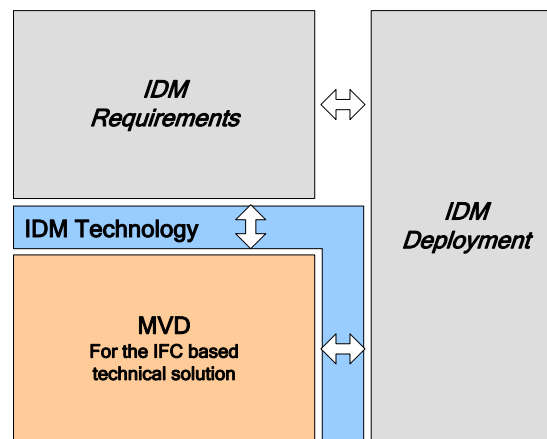 IDM
Requirements
IDM Technology
IDM
Deployment
MVD
For the IFC based
technical solution